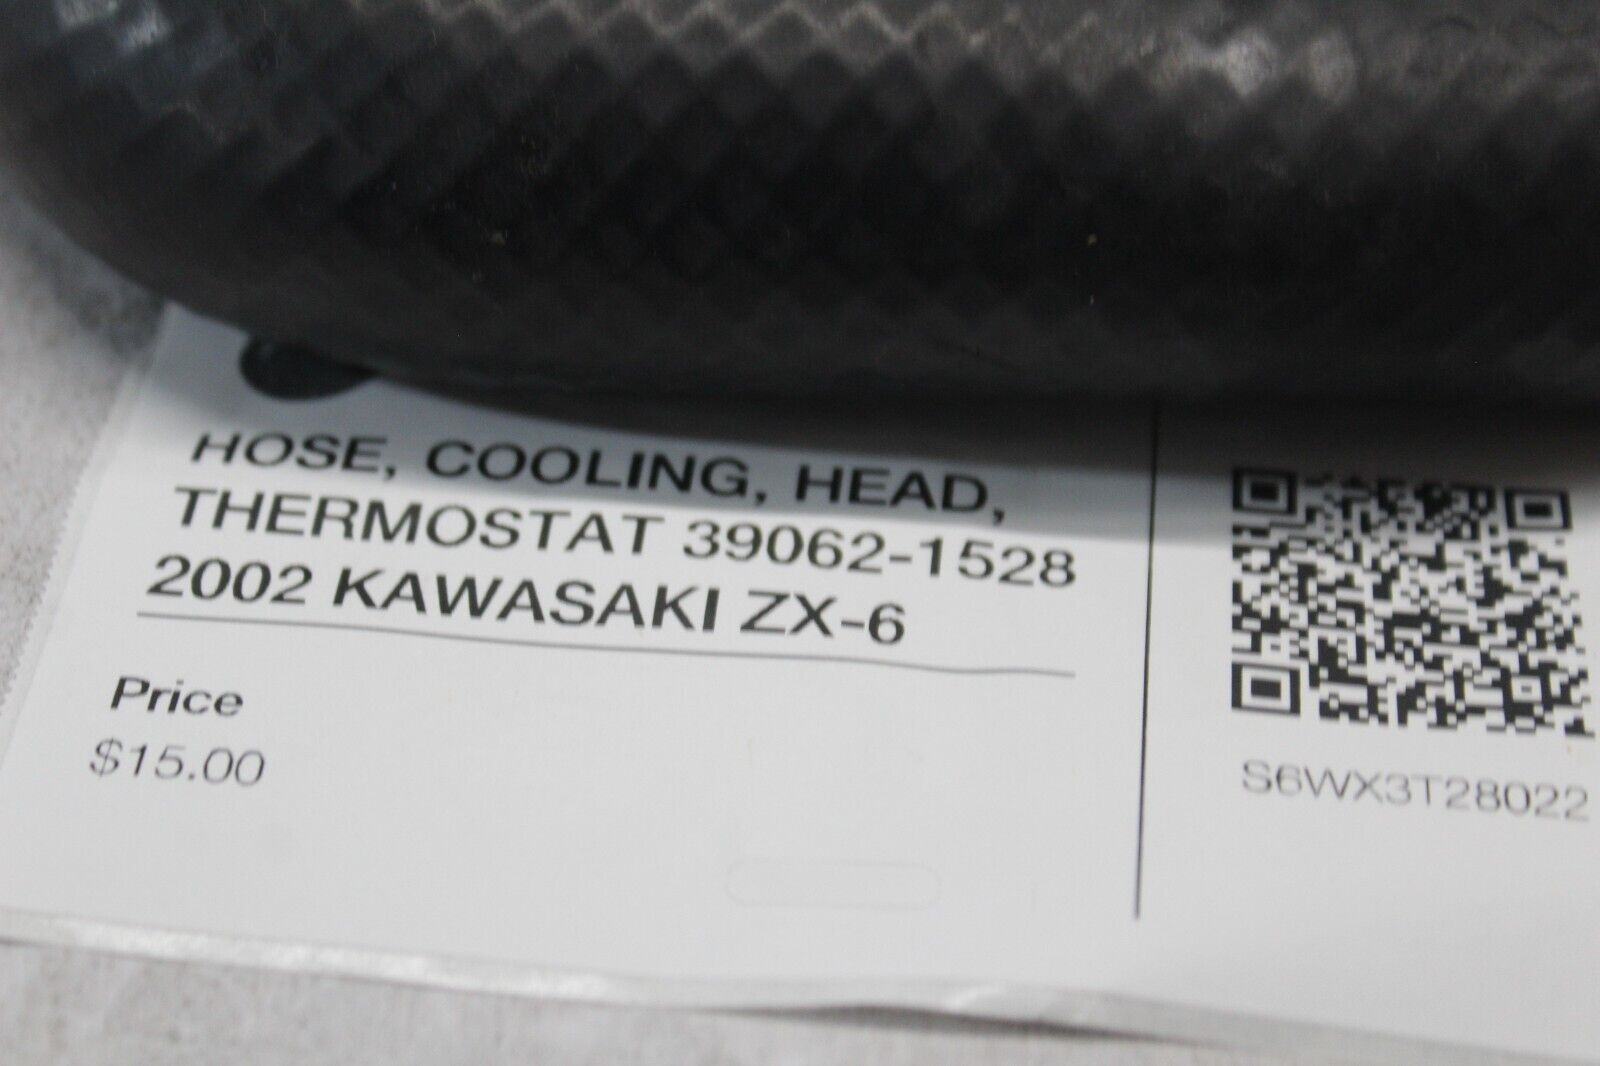 HOSE, COOLING, HEAD,
THERMOSTAT 39062-1528
2002 KAWASAKI ZX-6
Price
$15.00
S6WX3T28022